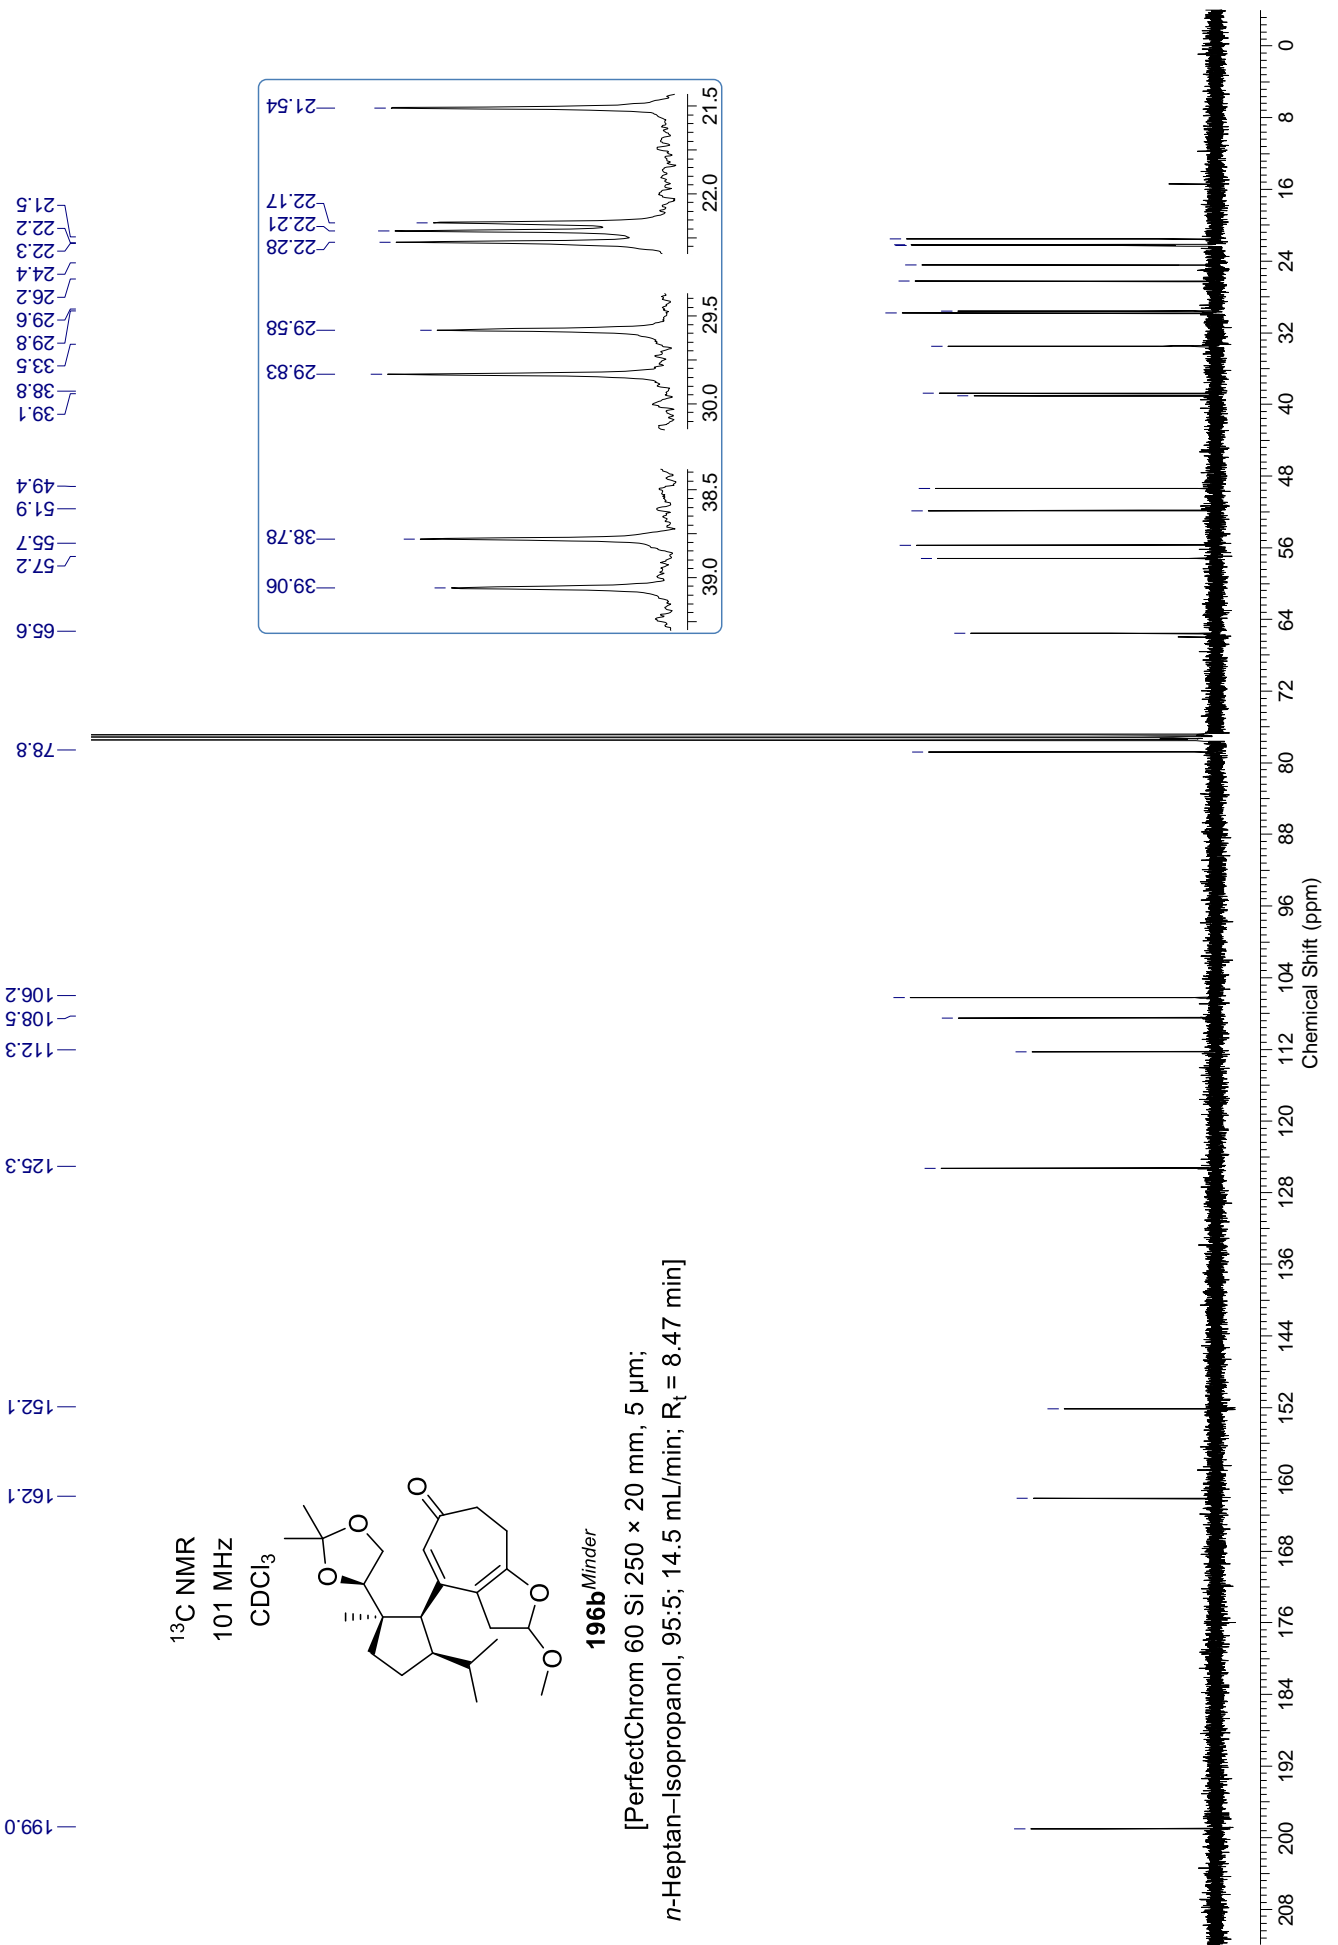 199.0
162.1
152.1
125.3
112.3
108.5
106.2
78.8
65.6
57.2
55.7
51.9
49.4
39.1
38.8
33.5
29.8
29.6
26.2
24.4
22.3
22.2
21.5
13C NMR
101 MHz
CDCl3
O
O
O
O
O
196bMinder
[PerfectChrom 60 Si 250 × 20 mm, 5 µm;
n-Heptan–Isopropanol, 95:5; 14.5 mL/min; Rt = 8.47 min]
39.06
38.78
29.83
29.58
22.28
22.21
22.17
21.54
39.0 38.5
30.0 29.5
22.0 21.5
208 200 192 184 176 168 160 152 144 136 128 120 112 104 96 88 80 72 64 56 48 40 32 24 16 8 0
Chemical Shift (ppm)